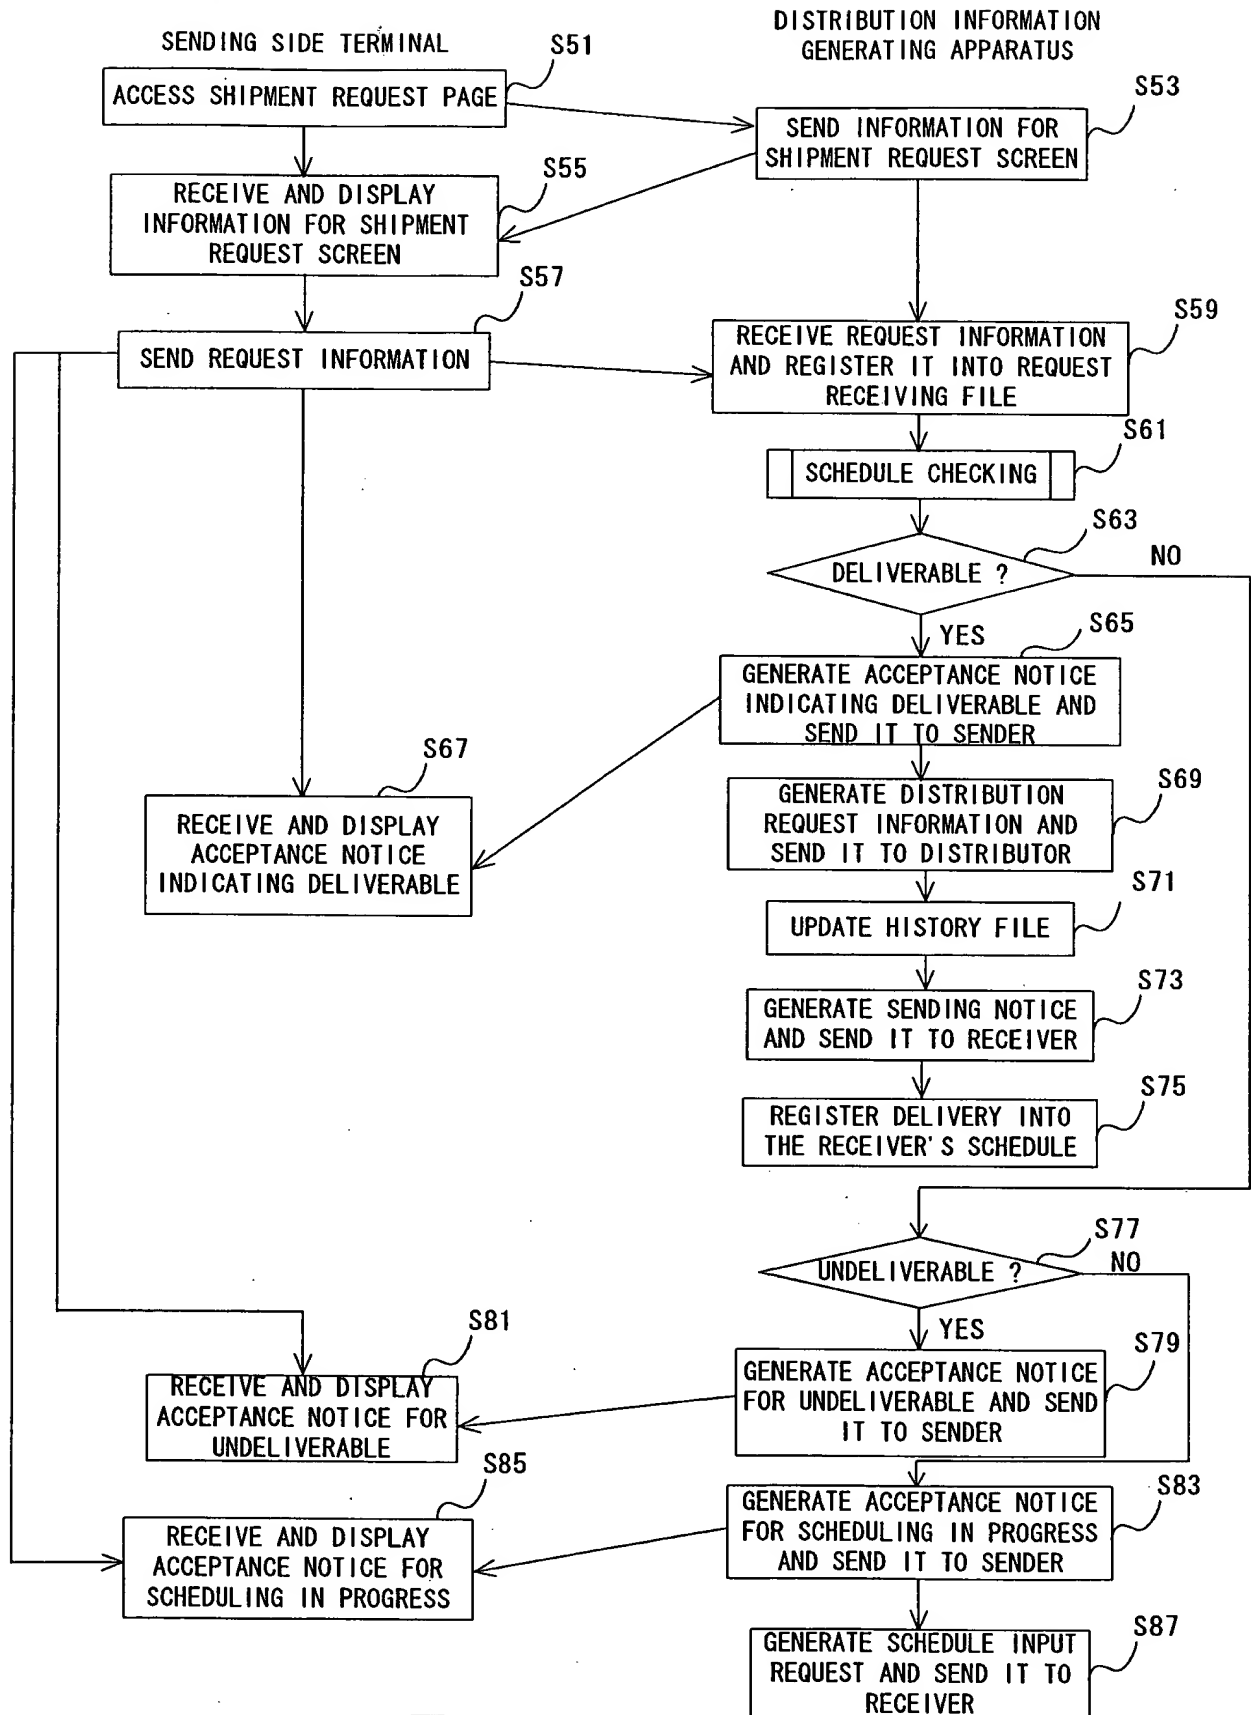 SENDING SIDE TERMINAL
DISTRIBUTION INFORMATION
GENERATING APPARATUS
S51
ACCESS SHIPMENT REQUEST PAGE
S53
SEND INFORMATION FOR
SHIPMENT REQUEST SCREEN
S55
RECEIVE AND DISPLAY
INFORMATION FOR SHIPMENT
REQUEST SCREEN
S57
SEND REQUEST INFORMATION
S59
RECEIVE REQUEST INFORMATION
AND REGISTER IT INTO REQUEST
RECEIVING FILE
S61
SCHEDULE CHECKING
S63
DELIVERABLE ?
NO
YES
S65
GENERATE ACCEPTANCE NOTICE
INDICATING DELIVERABLE AND
SEND IT TO SENDER
S67
RECEIVE AND DISPLAY
ACCEPTANCE NOTICE
INDICATING DELIVERABLE
S69
GENERATE DISTRIBUTION
REQUEST INFORMATION AND
SEND IT TO DISTRIBUTOR
S71
UPDATE HISTORY FILE
S73
GENERATE SENDING NOTICE
AND SEND IT TO RECEIVER
S75
REGISTER DELIVERY INTO
THE RECEIVER'S SCHEDULE
S77
UNDELIVERABLE ?
NO
YES
S79
GENERATE ACCEPTANCE NOTICE
FOR UNDELIVERABLE AND SEND
IT TO SENDER
S81
RECEIVE AND DISPLAY
ACCEPTANCE NOTICE FOR
UNDELIVERABLE
S83
GENERATE ACCEPTANCE NOTICE
FOR SCHEDULING IN PROGRESS
AND SEND IT TO SENDER
S85
RECEIVE AND DISPLAY
ACCEPTANCE NOTICE FOR
SCHEDULING IN PROGRESS
S87
GENERATE SCHEDULE INPUT
REQUEST AND SEND IT TO
RECEIVER